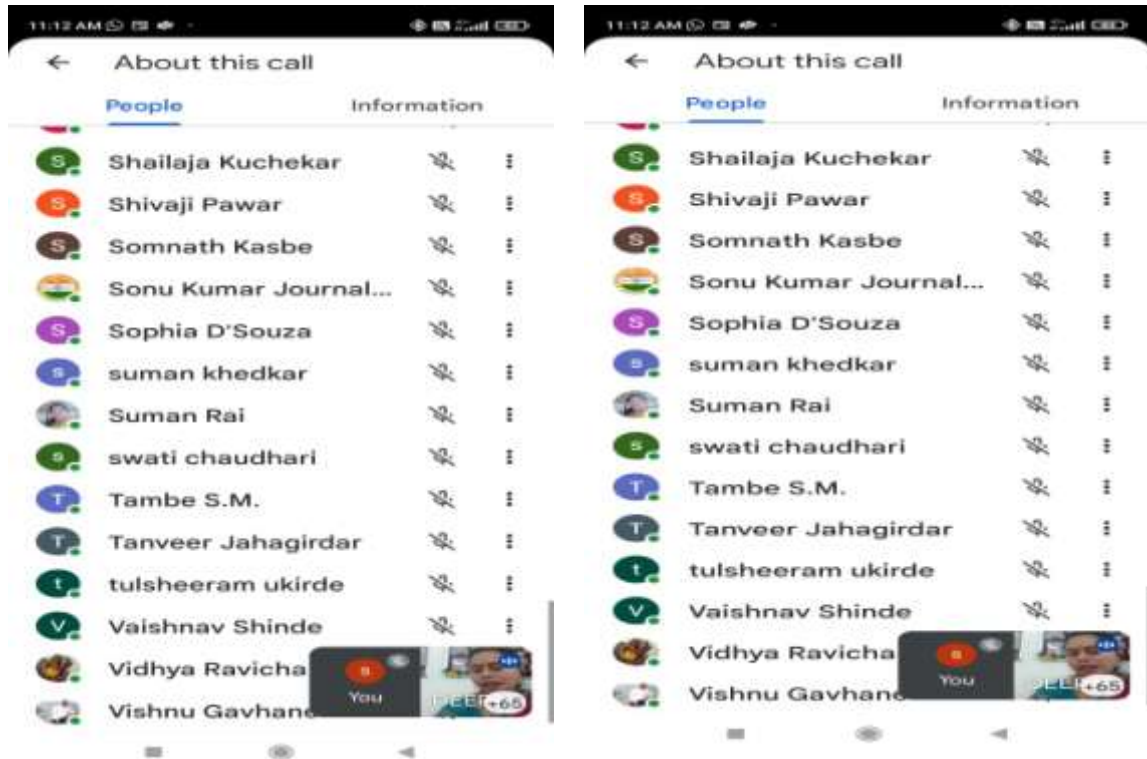 11:12 AM
About this call
People Information
Shailaja Kuchekar
Shivaji Pawar
Somnath Kasbe
Sonu Kumar Journal...
Sophia D'Souza
suman khedkar
Suman Rai
swati chaudhari
Tambe S.M.
Tanveer Jahagirdar
tulsheeram ukirde
Vaishnav Shinde
Vidhya Ravicha
Vishnu Gavhane
You
+65
11:12 AM
About this call
People Information
Shailaja Kuchekar
Shivaji Pawar
Somnath Kasbe
Sonu Kumar Journal...
Sophia D'Souza
suman khedkar
Suman Rai
swati chaudhari
Tambe S.M.
Tanveer Jahagirdar
tulsheeram ukirde
Vaishnav Shinde
Vidhya Ravicha
Vishnu Gavhane
You
+65